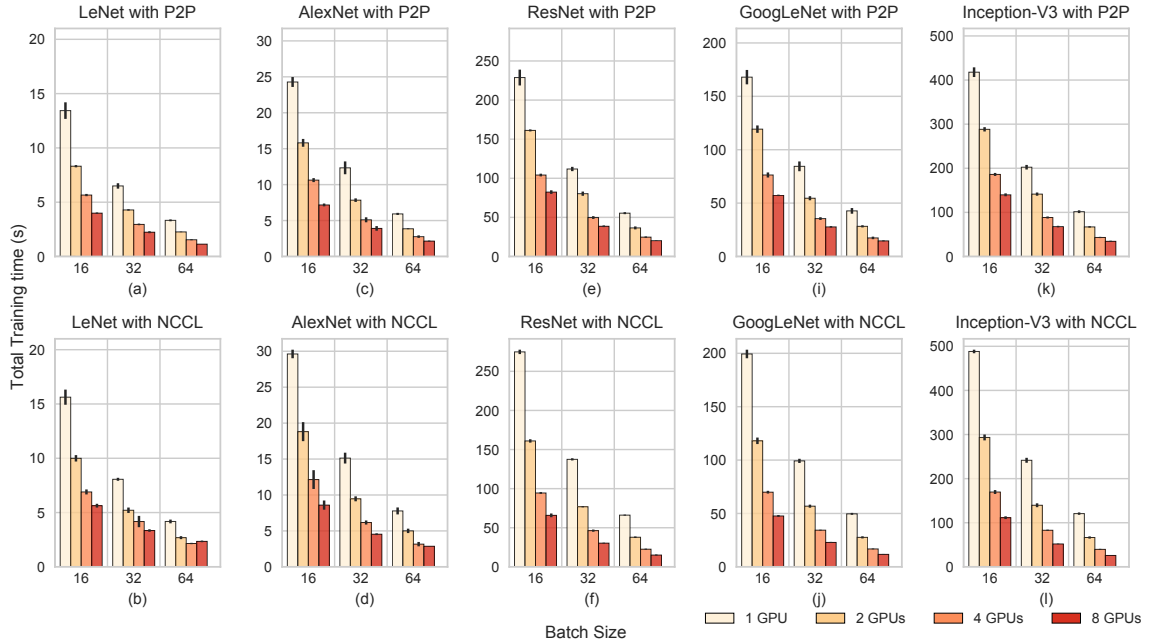 LeNet with P2P
AlexNet with P2P
ResNet with P2P
GoogLeNet with P2P
Inception-V3 with P2P
20
15
10
5
0
16 32 64
(a)
30
25
20
15
10
5
0
16 32 64
(c)
250
200
150
100
50
0
16 32 64
(e)
200
150
100
50
0
16 32 64
(i)
500
400
300
200
100
0
16 32 64
(k)
Total Training time (s)
LeNet with NCCL
AlexNet with NCCL
ResNet with NCCL
GoogLeNet with NCCL
Inception-V3 with NCCL
20
15
10
5
0
16 32 64
(b)
30
25
20
15
10
5
0
16 32 64
(d)
250
200
150
100
50
0
16 32 64
(f)
200
150
100
50
0
16 32 64
(j)
500
400
300
200
100
0
16 32 64
(l)
Batch Size
1 GPU 2 GPUs 4 GPUs 8 GPUs